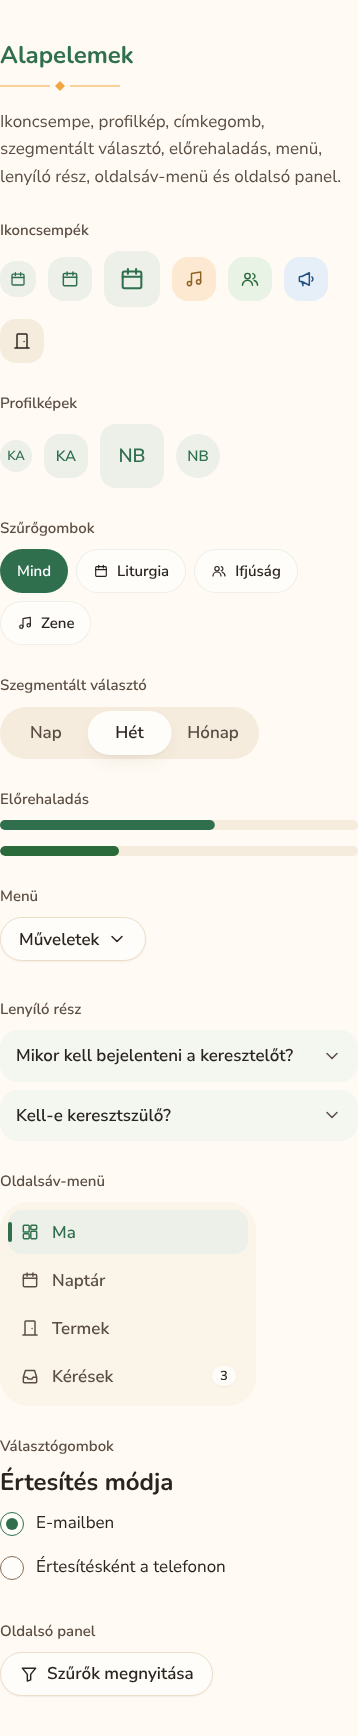 Alapelemek
Ikoncsempe, profilkép, címkegomb,
szegmentált választó, előrehaladás, menü,
lenyíló rész, oldalsáv-menü és oldalsó panel.
Ikoncsempék
Profilképek
KA KA NB NB
Szűrőgombok
Mind Liturgia Ifjúság
Zene
Szegmentált választó
Nap Hét Hónap
Előrehaladás
Menü
Műveletek
Lenyíló rész
Mikor kell bejelenteni a keresztelőt?
Kell-e keresztszülő?
Oldalsáv-menü
Ma
Naptár
Termek
Kérések 3
Választógombok
Értesítés módja
E-mailben
Értesítésként a telefonon
Oldalsó panel
Szűrők megnyitása